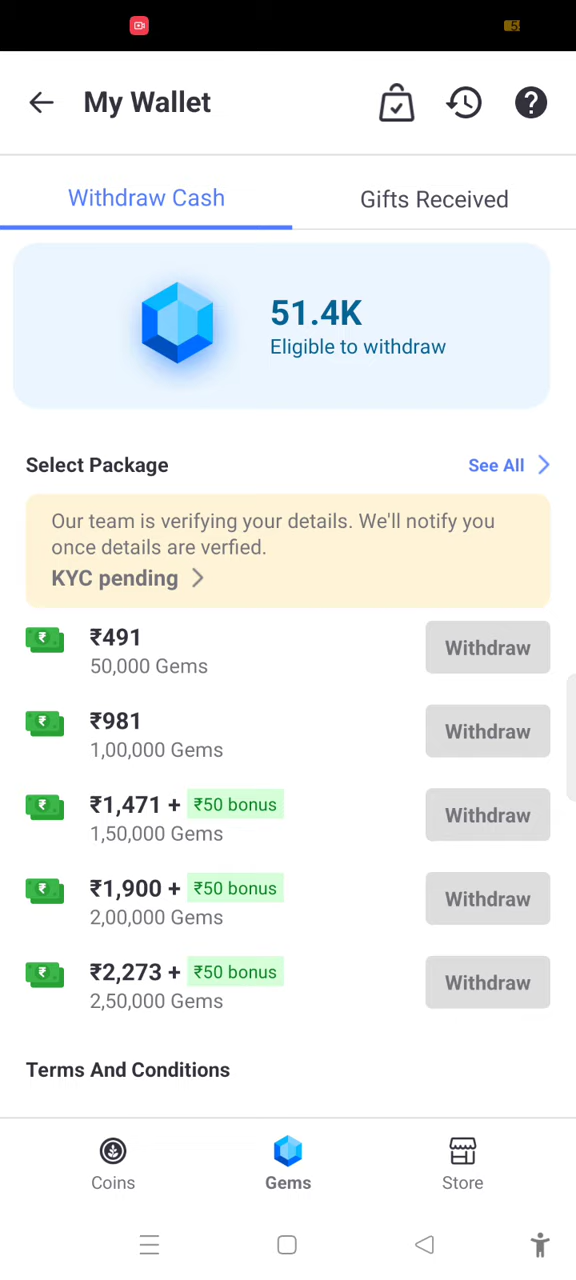 5
My Wallet
Withdraw Cash
Gifts Received
51.4K
Eligible to withdraw
Select Package
See All
Our team is verifying your details. We'll notify you
once details are verfied.
KYC pending
₹491
50,000 Gems
Withdraw
₹981
1,00,000 Gems
Withdraw
₹1,471 + ₹50 bonus
1,50,000 Gems
Withdraw
₹1,900 + ₹50 bonus
2,00,000 Gems
Withdraw
₹2,273 + ₹50 bonus
2,50,000 Gems
Withdraw
Terms And Conditions
Coins
Gems
Store